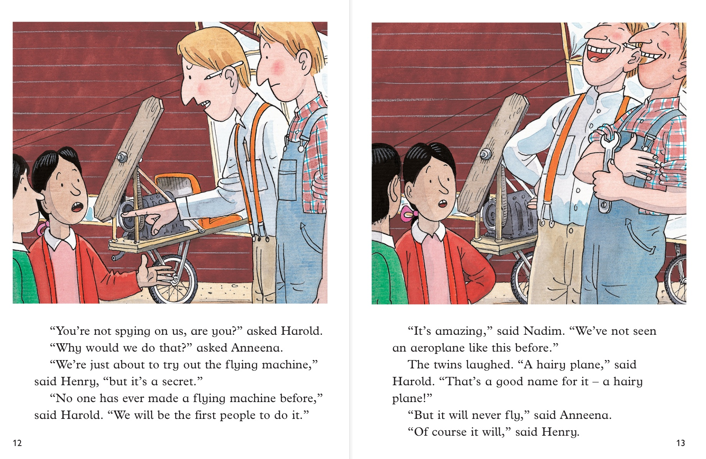 “You’re not spying on us, are you?” asked Harold.
“Why would we do that?” asked Anneena.
“We’re just about to try out the flying machine,”
said Henry, “but it’s a secret.”
“No one has ever made a flying machine before,”
said Harold. “We will be the first people to do it.”
12
“It’s amazing,” said Nadim. “We’ve not seen
an aeroplane like this before.”
The twins laughed. “A hairy plane,” said
Harold. “That’s a good name for it – a hairy
plane!”
“But it will never fly,” said Anneena.
“Of course it will,” said Henry.
13